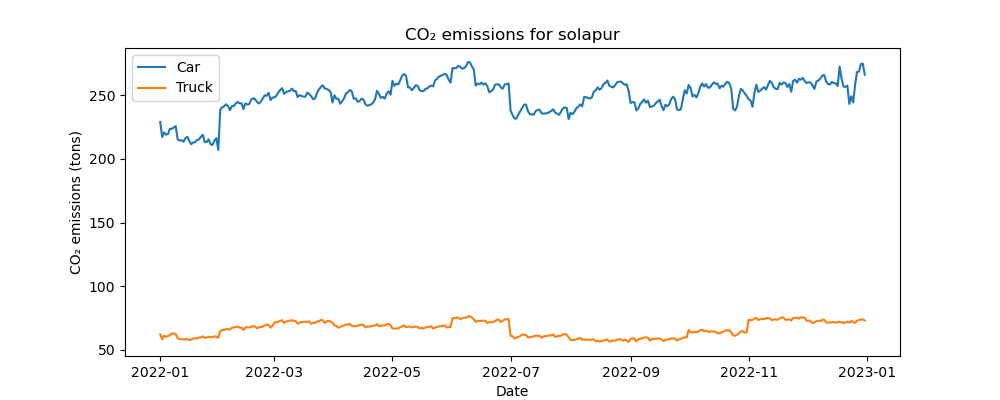 CO₂ emissions for solapur
Car
Truck
CO₂ emissions (tons)
250
200
150
100
50
2022-01 2022-03 2022-05 2022-07 2022-09 2022-11 2023-01
Date